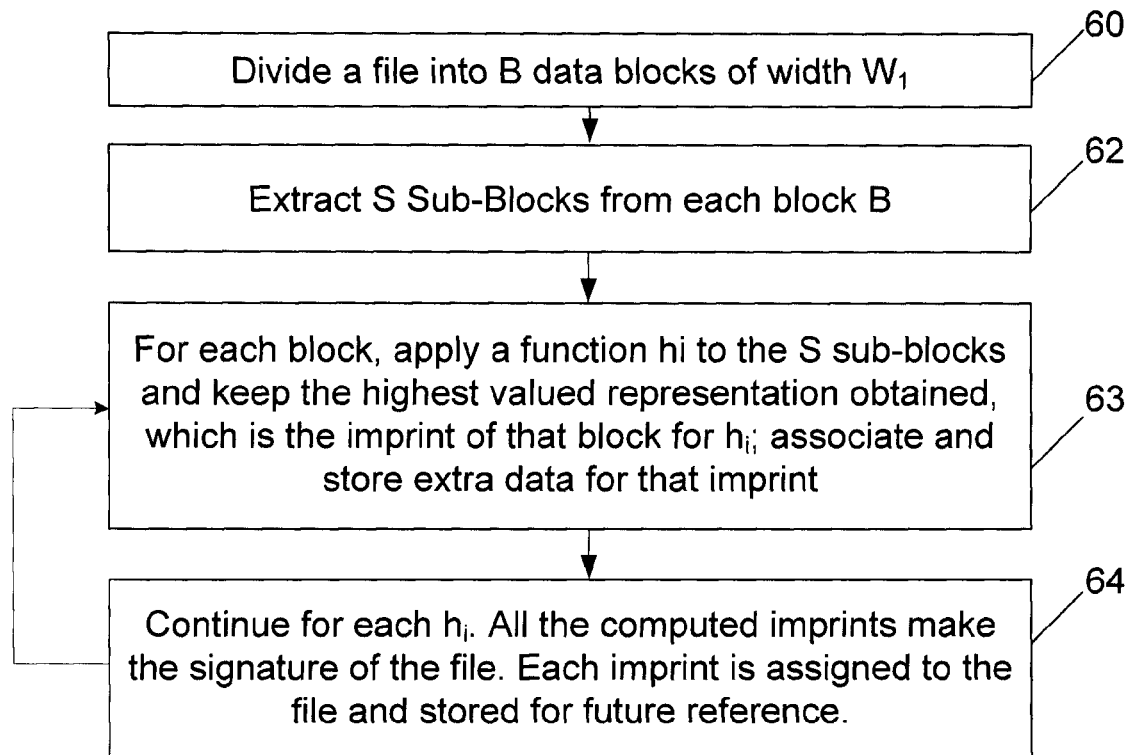 60
Divide a file into B data blocks of width W₁
62
Extract S Sub-Blocks from each block B
For each block, apply a function hi to the S sub-blocks
and keep the highest valued representation obtained,
63
which is the imprint of that block for hᵢ; associate and
store extra data for that imprint
64
Continue for each hᵢ. All the computed imprints make
the signature of the file. Each imprint is assigned to the
file and stored for future reference.